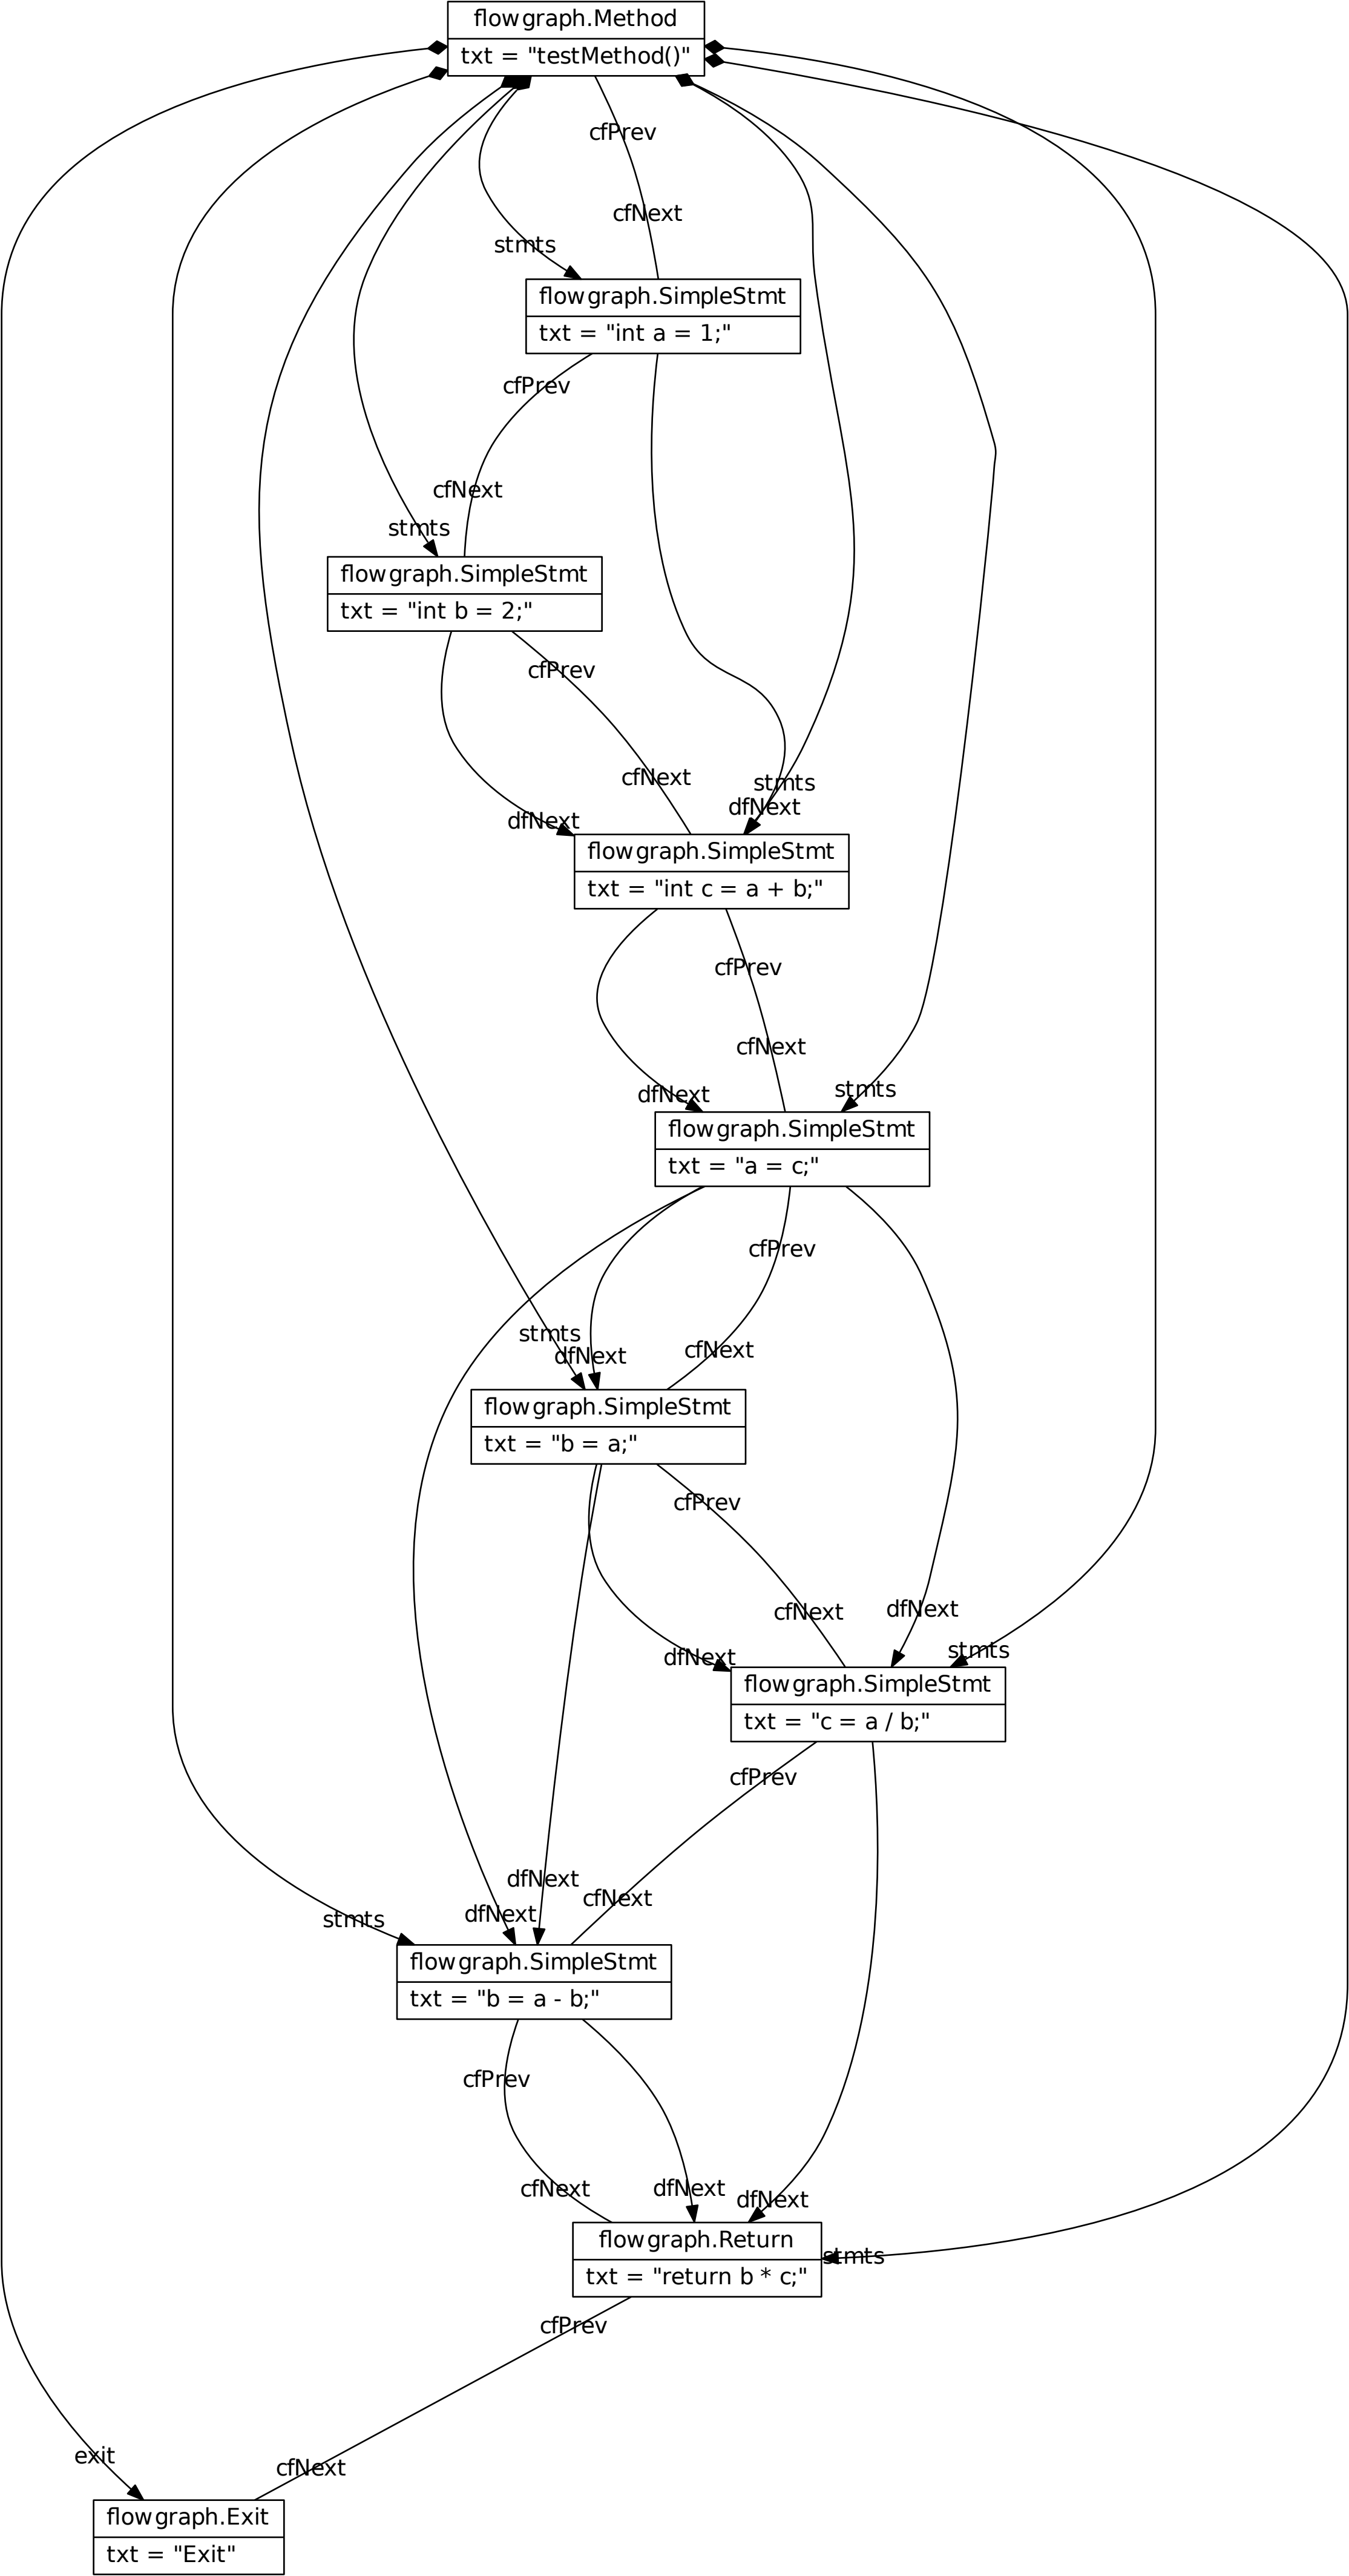 flowgraph.Method
txt = "testMethod()"
cfPrev
cfNext
stmts
flowgraph.SimpleStmt
txt = "int a = 1;"
cfPrev
cfNext
stmts
flowgraph.SimpleStmt
txt = "int b = 2;"
cfPrev
cfNext
stmts
dfNext
dfNext
flowgraph.SimpleStmt
txt = "int c = a + b;"
cfPrev
cfNext
stmts
dfNext
flowgraph.SimpleStmt
txt = "a = c;"
cfPrev
stmts
cfNext
dfNext
flowgraph.SimpleStmt
txt = "b = a;"
cfPrev
dfNext
cfNext
stmts
dfNext
flowgraph.SimpleStmt
txt = "c = a / b;"
cfPrev
dfNext
cfNext
dfNext
stmts
flowgraph.SimpleStmt
txt = "b = a - b;"
cfPrev
cfNext
dfNext
dfNext
flowgraph.Return
stmts
txt = "return b * c;"
cfPrev
exit
cfNext
flowgraph.Exit
txt = "Exit"